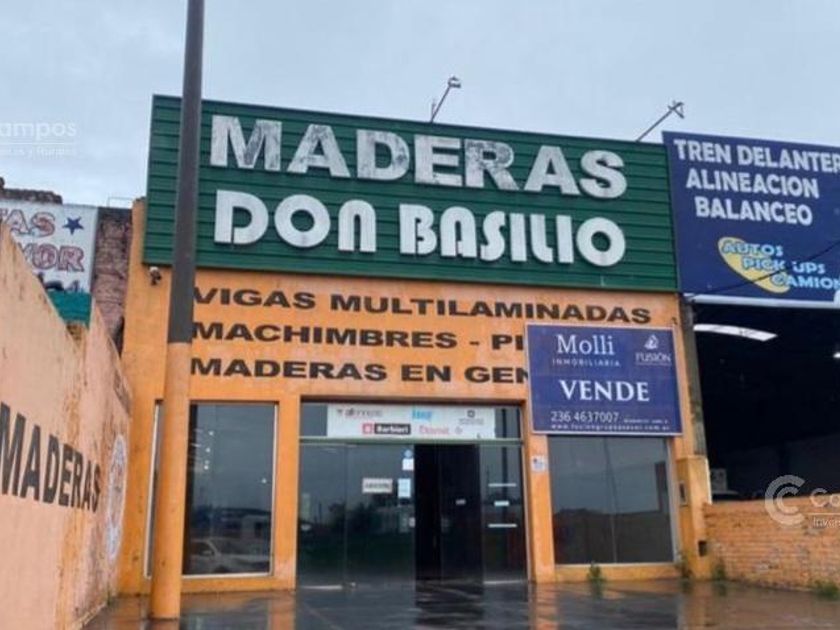 MADERAS
DON BASILIO
VIGAS MULTILAMINADAS
MACHIMBRES - PI
MADERAS EN GEN
Molli
INMOBILIARIA
FUSIÓN
VENDE
236 4637007
TREN DELANTER
ALINEACION
BALANCEO
AUTOS
PICK UPS
CAMION
Barbieri
MADERAS
ampos